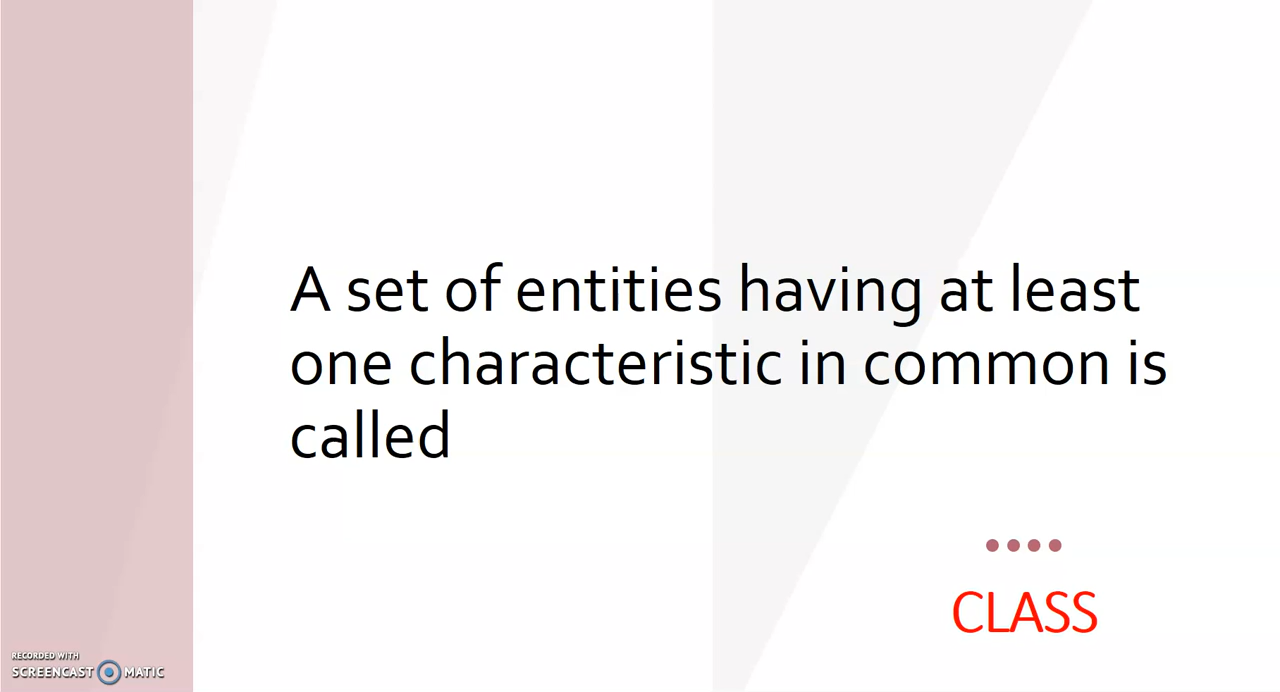 A set of entities having at least
one characteristic in common is
called
CLASS
RECORDED WITH
SCREENCAST MATIC